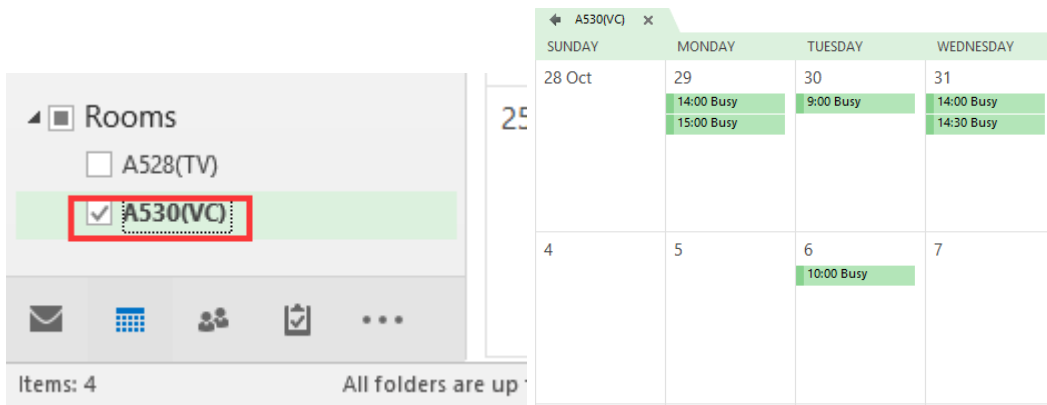 Rooms
A528(TV)
A530(VC)
Items: 4
All folders are up
25
A530(VC)
SUNDAY MONDAY TUESDAY WEDNESDAY
28 Oct 29 30 31
14:00 Busy 9:00 Busy 14:00 Busy
15:00 Busy 14:30 Busy
4 5 6 7
10:00 Busy